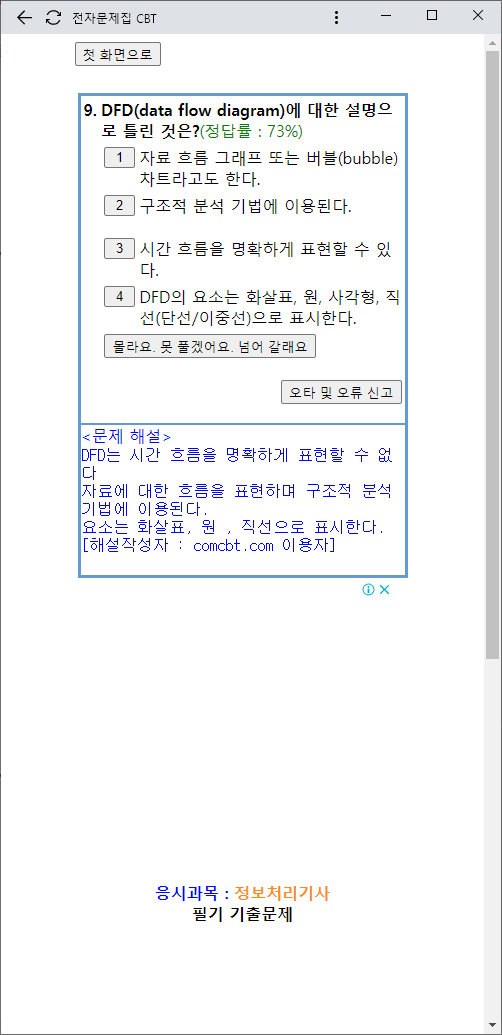 전자문제집 CBT
첫 화면으로
9. DFD(data flow diagram)에 대한 설명으
로 틀린 것은?(정답률 : 73%)
1 자료 흐름 그래프 또는 버블(bubble)
차트라고도 한다.
2 구조적 분석 기법에 이용된다.
3 시간 흐름을 명확하게 표현할 수 있
다.
4 DFD의 요소는 화살표, 원, 사각형, 직
선(단선/이중선)으로 표시한다.
몰라요. 못 풀겠어요. 넘어 갈래요
오타 및 오류 신고
<문제 해설>
DFD는 시간 흐름을 명확하게 표현할 수 없
다
자료에 대한 흐름을 표현하며 구조적 분석
기법에 이용된다.
요소는 화살표, 원 , 직선으로 표시한다.
[해설작성자 : comcbt.com 이용자]
응시과목 : 정보처리기사
필기 기출문제